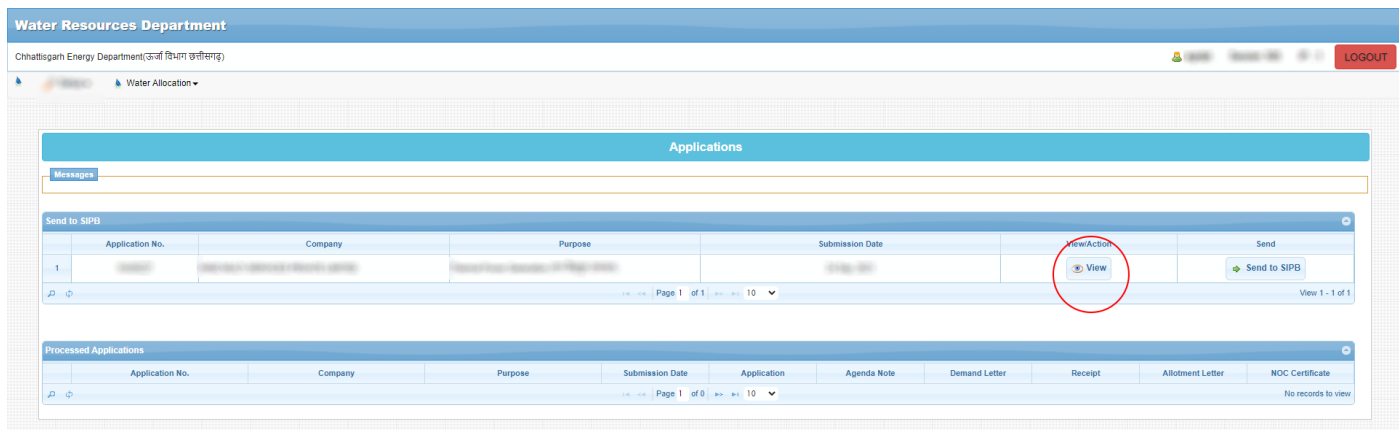 Water Resources Department
Chhattisgarh Energy Department(ऊर्जा विभाग छत्तीसगढ़)
LOGOUT
Water Allocation
Applications
Messages
Send to SIPB
Application No. Company Purpose Submission Date View/Action Send
1 View Send to SIPB
Page 1 of 1 10 View 1 - 1 of 1
Processed Applications
Application No. Company Purpose Submission Date Application Agenda Note Demand Letter Receipt Allotment Letter NOC Certificate
Page 1 of 0 10 No records to view